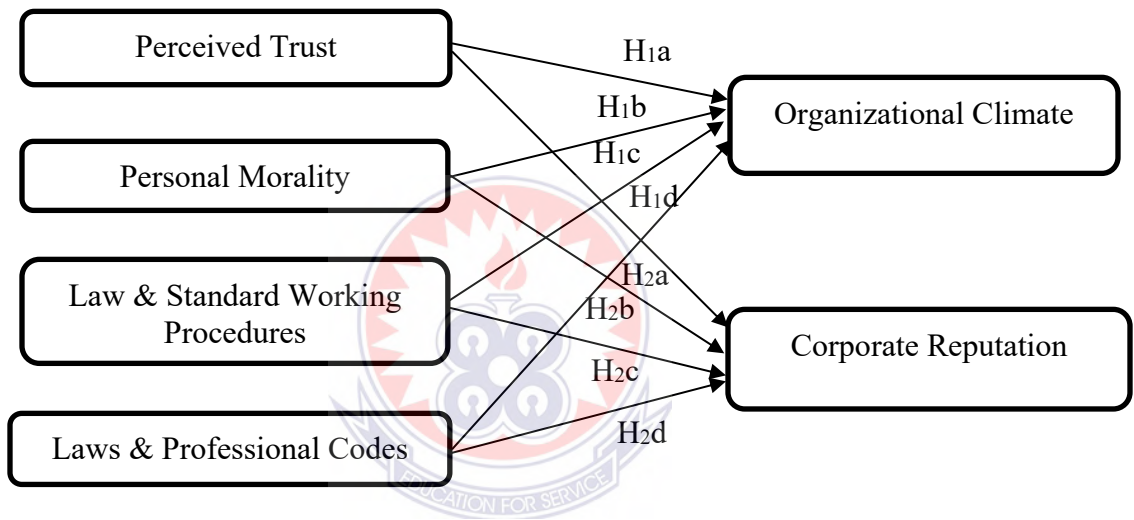 Perceived Trust
Personal Morality
Law & Standard Working
Procedures
Laws & Professional Codes
H1a
H1b
H1c
H1d
H2a
H2b
H2c
H2d
Organizational Climate
Corporate Reputation
EDUCATION FOR SERVICE